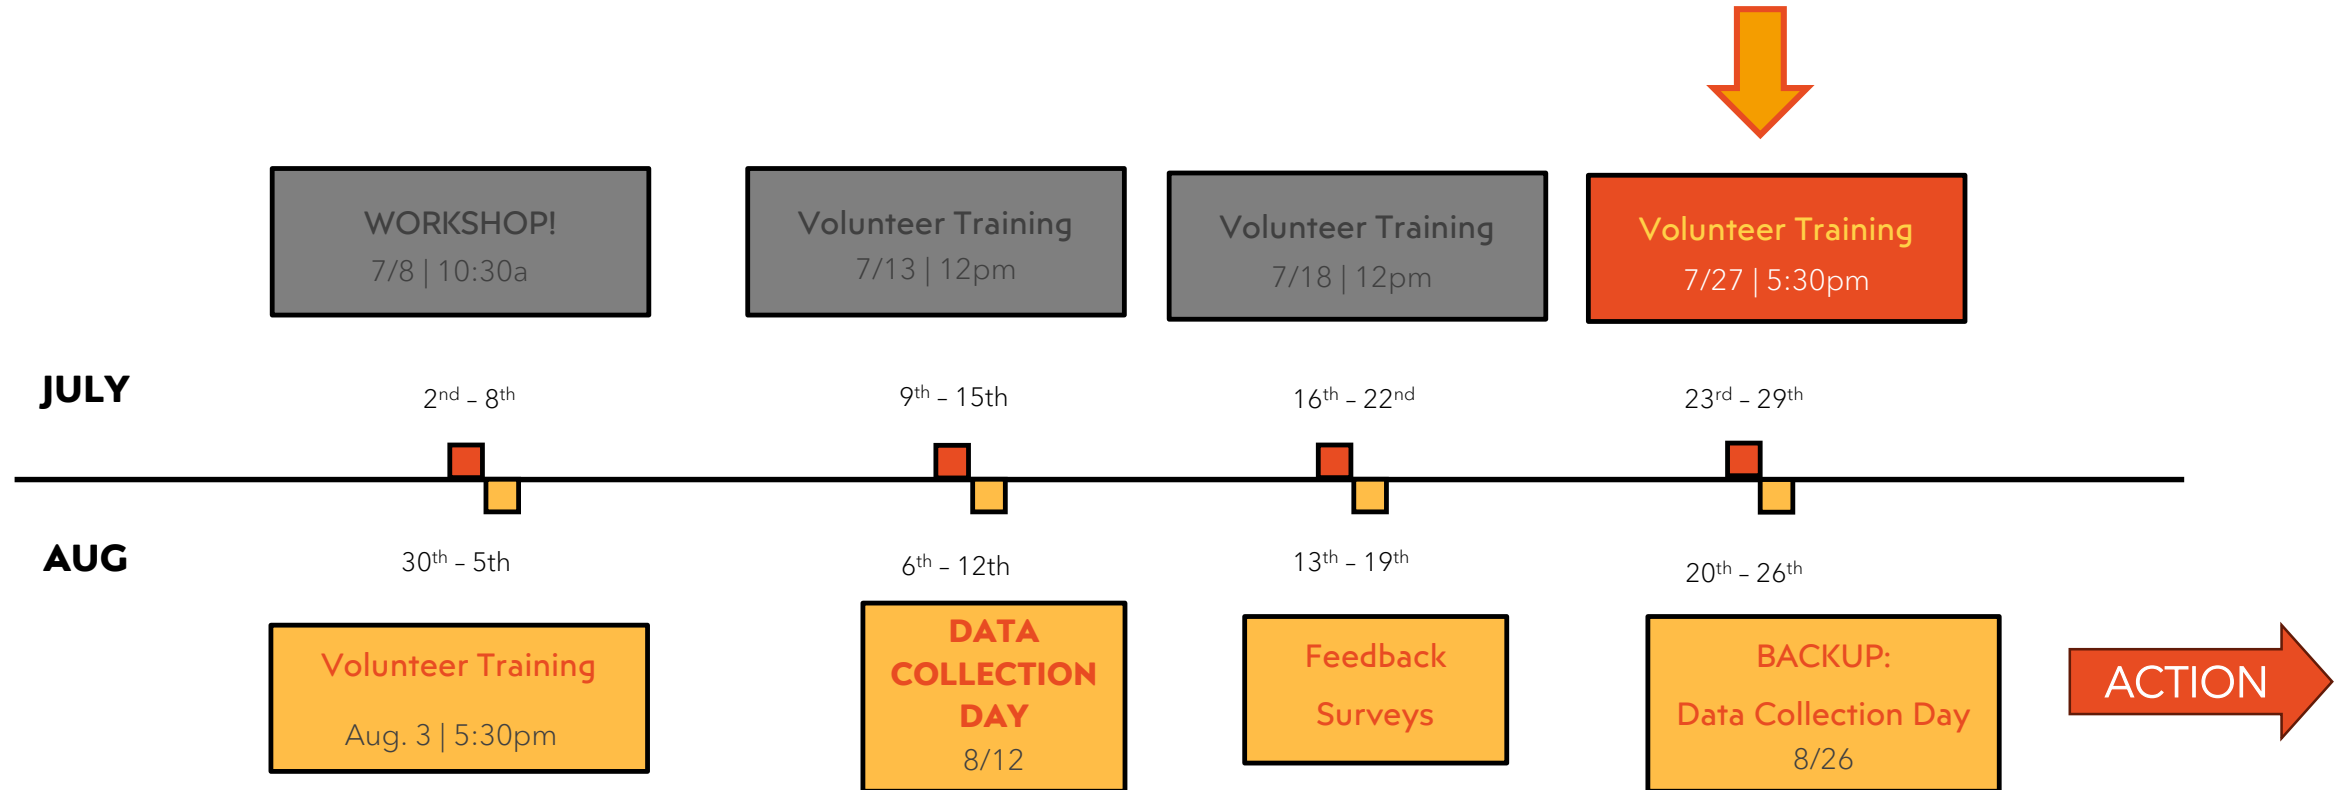 WORKSHOP!
7/8 | 10:30a
Volunteer Training
7/13 | 12pm
Volunteer Training
7/18 | 12pm
Volunteer Training
7/27 | 5:30pm
JULY
2nd – 8th
9th – 15th
16th – 22nd
23rd – 29th
AUG
30th – 5th
6th – 12th
13th – 19th
20th – 26th
Volunteer Training
Aug. 3 | 5:30pm
DATA
COLLECTION
DAY
8/12
Feedback
Surveys
BACKUP:
Data Collection Day
8/26
ACTION